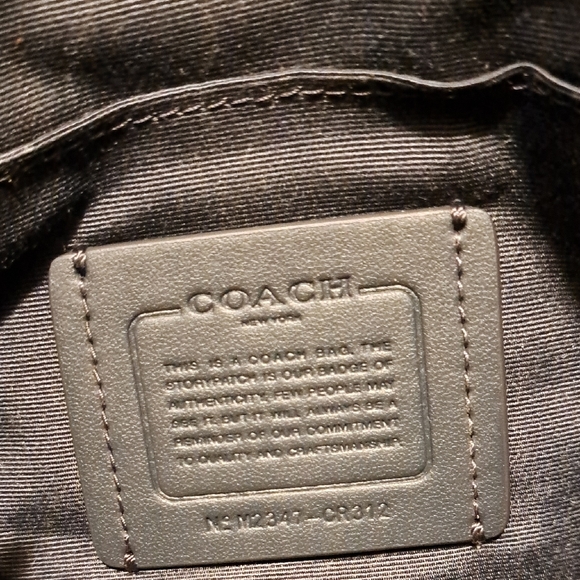 COACH
NEW YORK
THIS IS A COACH BAG. THE
STORYPATCH IS OUR BADGE OF
AUTHENTICITY. FEW PEOPLE MAY
SEE IT, BUT IT WILL ALWAYS BE A
REMINDER OF OUR COMMITMENT
TO QUALITY AND CRAFTSMANSHIP.
Nº M2347-CR312